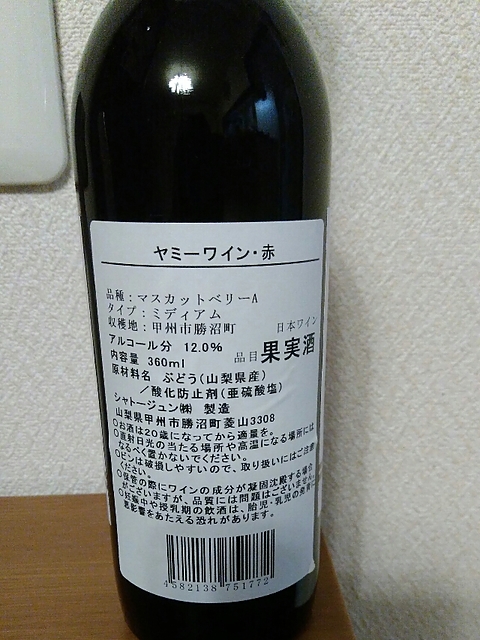 ヤミーワイン・赤
品種：マスカットベリーA
タイプ：ミディアム
収穫地：甲州市勝沼町
日本ワイン
アルコール分 12.0%
品目 果実酒
内容量 360ml
原材料名 ぶどう（山梨県産）
／酸化防止剤（亜硫酸塩）
シャトージュン㈱ 製造
山梨県甲州市勝沼町菱山3308
○お酒は20歳になってから適量を。
○直射日光の当たる場所や高温になる場所には
なるべく置かないでください。
○ビンは破損しやすいので、取り扱いにはご注意
ください。
○保管の際にワインの成分が凝固沈殿する場合
がございますが、品質には問題はございません。
○妊娠中や授乳期の飲酒は、胎児・乳児の発育に
悪影響をあたえる恐れがあります。
4582138 751772